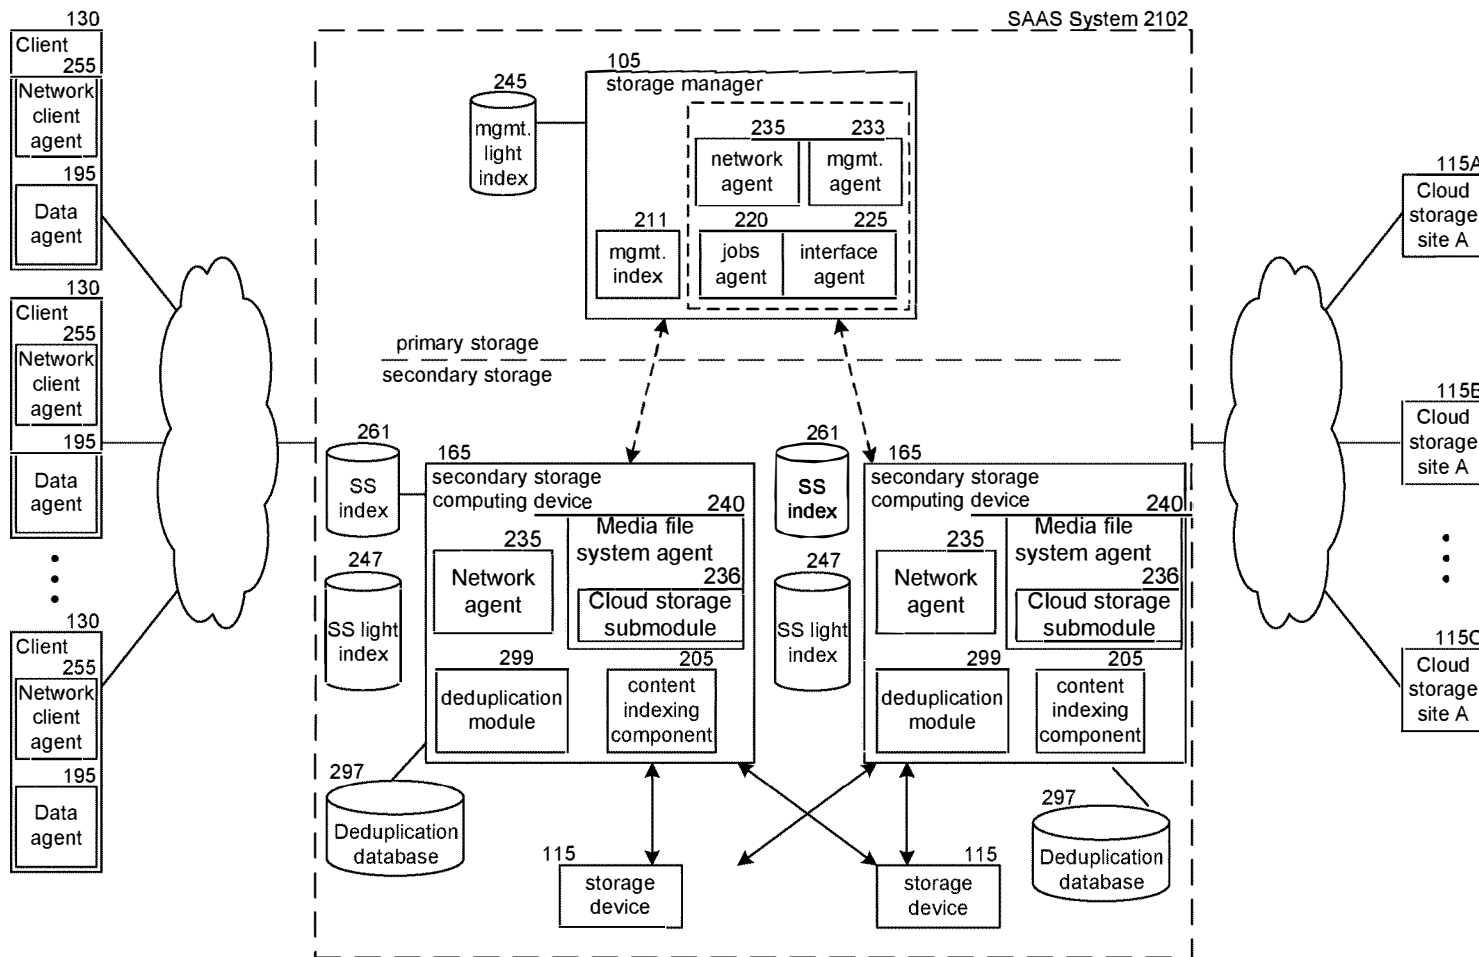 SAAS System 2102
130
Client
255
Network
client
agent
195
Data
agent
130
Client
255
Network
client
agent
195
Data
agent
130
Client
255
Network
client
agent
195
Data
agent
105
storage manager
245
mgmt.
light
index
235
network
agent
233
mgmt.
agent
211
mgmt.
index
220
jobs
agent
225
interface
agent
primary storage
secondary storage
261
SS
index
247
SS light
index
165
secondary storage
computing device
240
Media file
system agent
235
Network
agent
236
Cloud storage
submodule
299
deduplication
module
205
content
indexing
component
297
Deduplication
database
261
SS
index
247
SS light
index
165
secondary storage
computing device
240
Media file
system agent
235
Network
agent
236
Cloud storage
submodule
299
deduplication
module
205
content
indexing
component
297
Deduplication
database
115
storage
device
115
storage
device
115A
Cloud
storage
site A
115B
Cloud
storage
site A
115C
Cloud
storage
site A